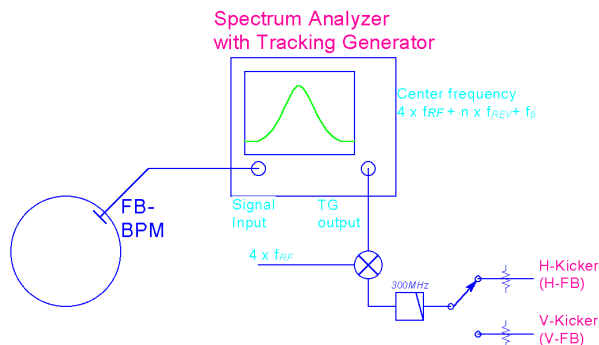 Spectrum Analyzer
with Tracking Generator
Center frequency
4 x fRF + n x fREV + fB
FB-
BPM
Signal
Input
TG
output
4 x fRF
300MHz
H-Kicker
(H-FB)
V-Kicker
(V-FB)